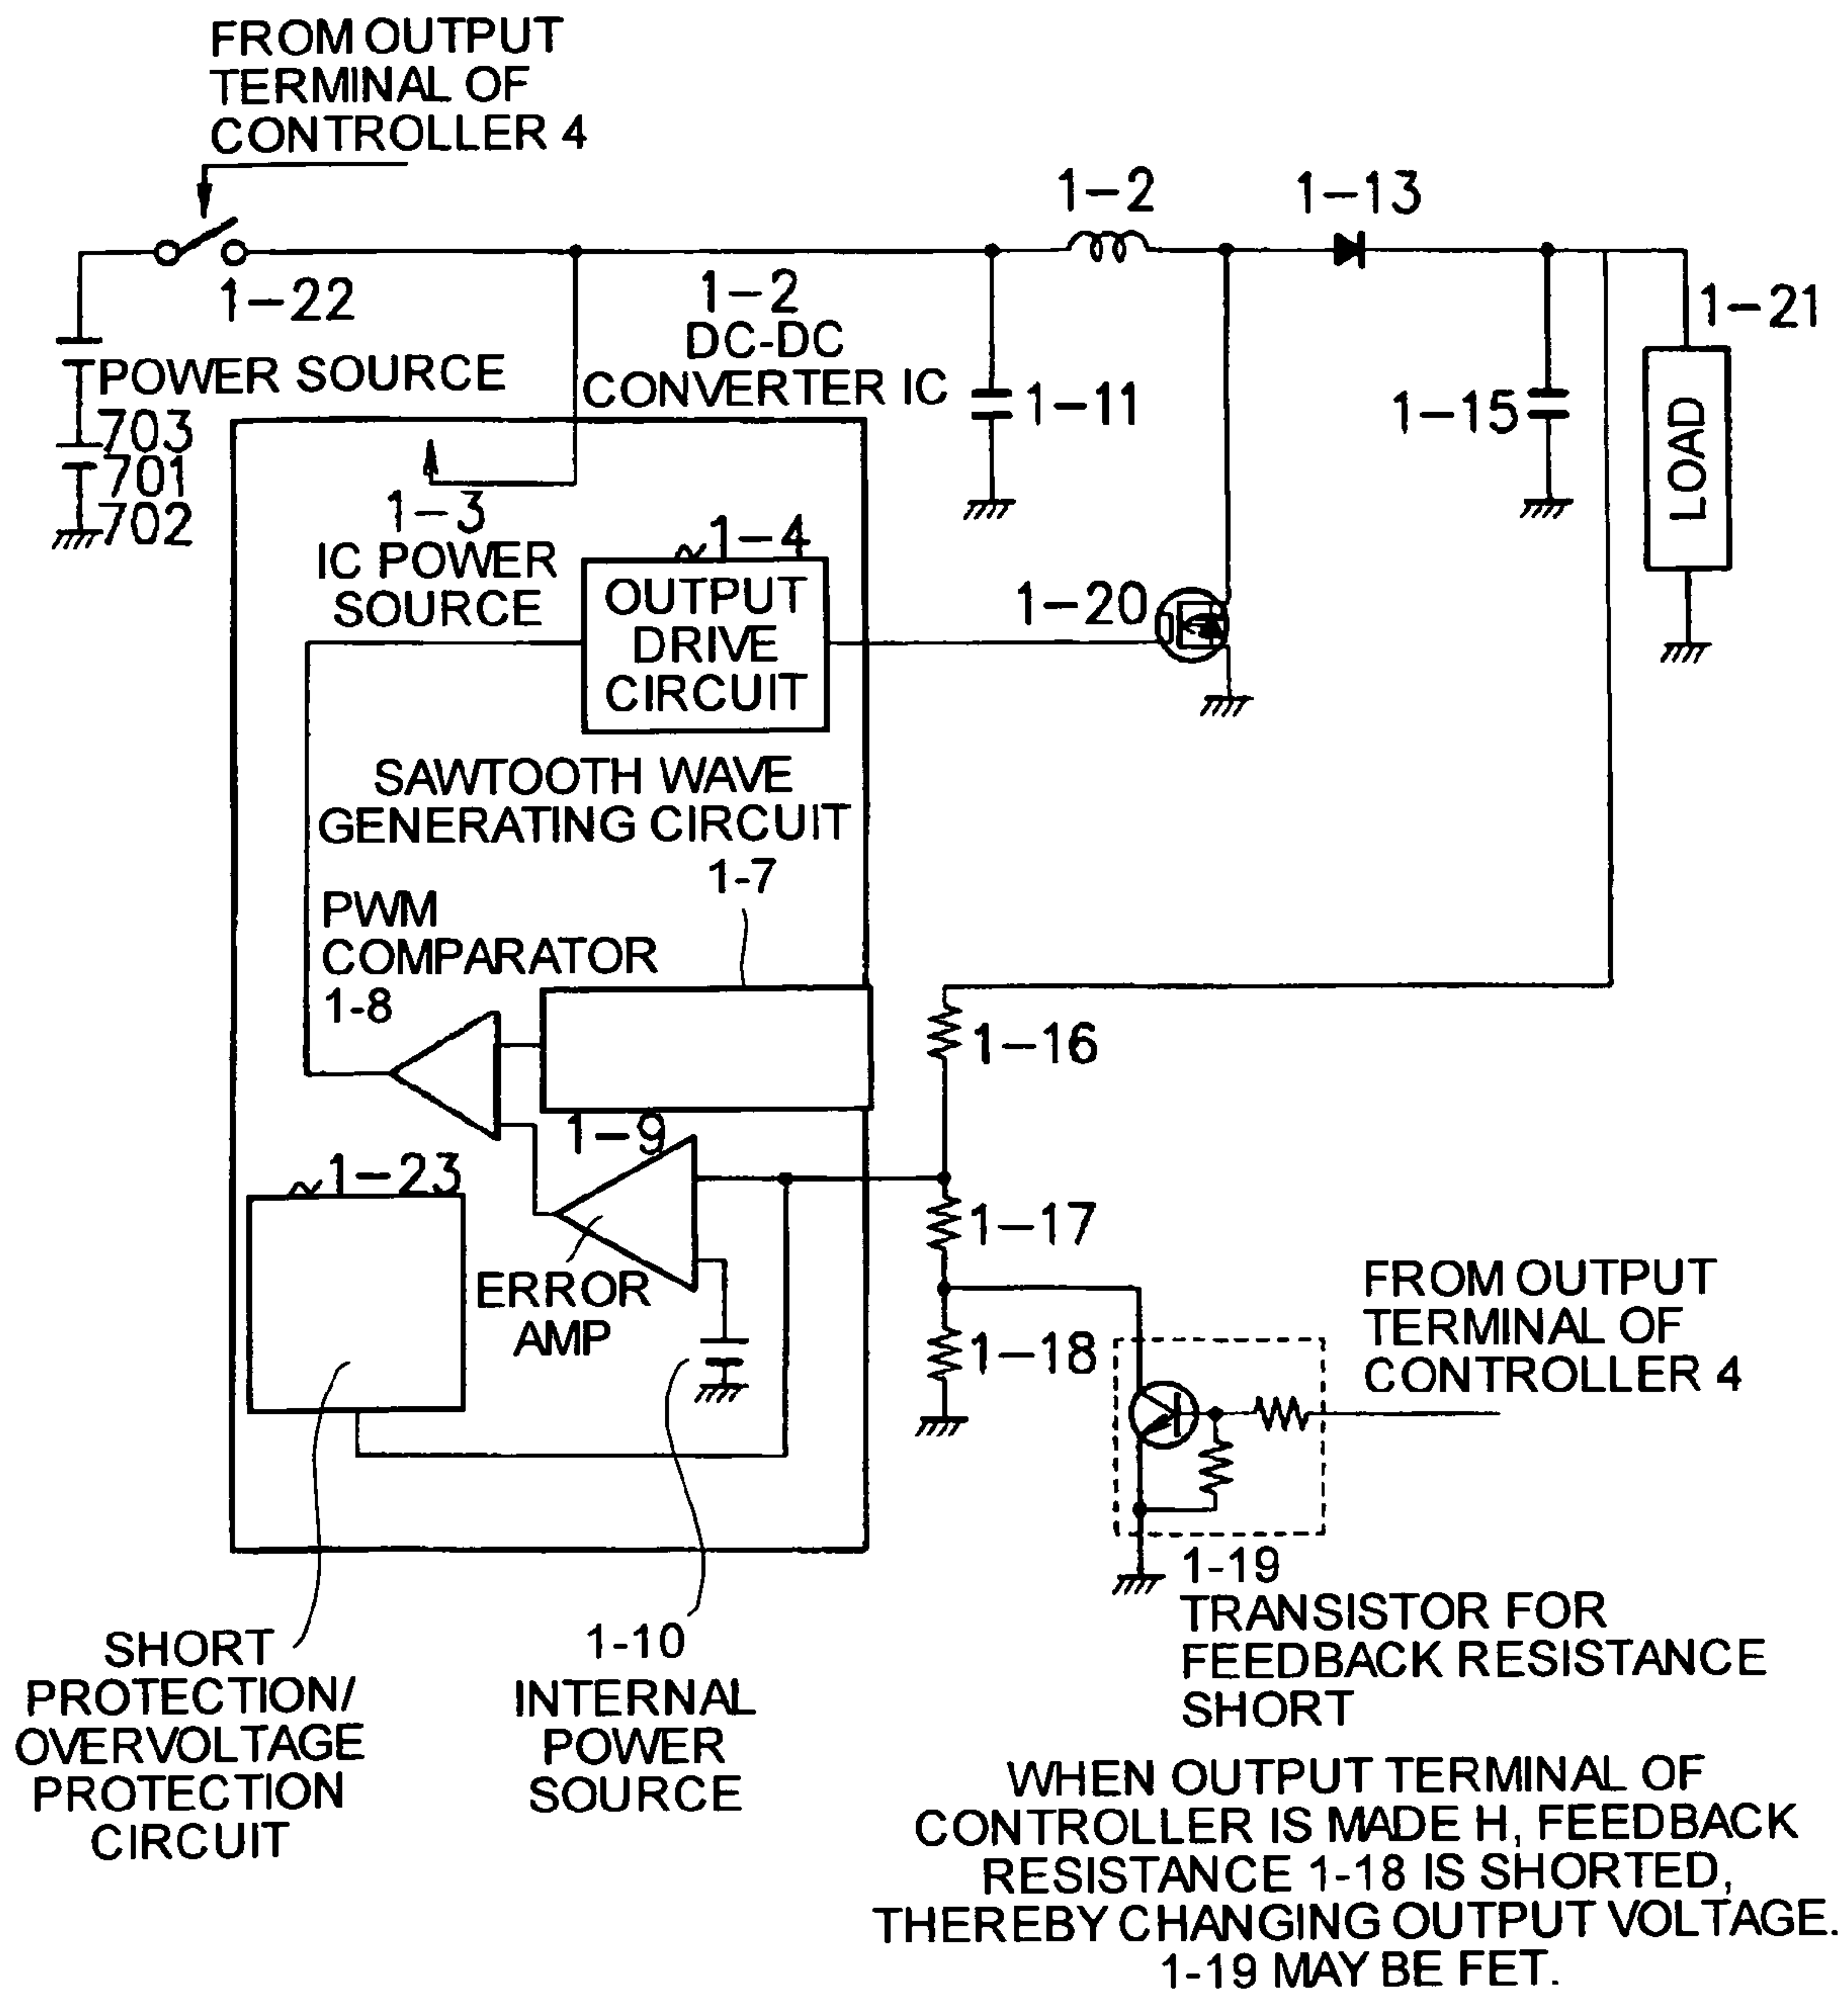 FROM OUTPUT
TERMINAL OF
CONTROLLER 4
1-22
1-2
1-13
1-21
POWER SOURCE
703
701
702
1-2
DC-DC
CONVERTER IC
1-11
1-15
LOAD
1-3
IC POWER
SOURCE
1-4
OUTPUT
DRIVE
CIRCUIT
1-20
SAWTOOTH WAVE
GENERATING CIRCUIT
1-7
PWM
COMPARATOR
1-8
1-16
1-9
1-23
1-17
ERROR
AMP
1-18
FROM OUTPUT
TERMINAL OF
CONTROLLER 4
1-19
TRANSISTOR FOR
FEEDBACK RESISTANCE
SHORT
SHORT
PROTECTION/
OVERVOLTAGE
PROTECTION
CIRCUIT
1-10
INTERNAL
POWER
SOURCE
WHEN OUTPUT TERMINAL OF
CONTROLLER IS MADE H, FEEDBACK
RESISTANCE 1-18 IS SHORTED,
THEREBY CHANGING OUTPUT VOLTAGE.
1-19 MAY BE FET.